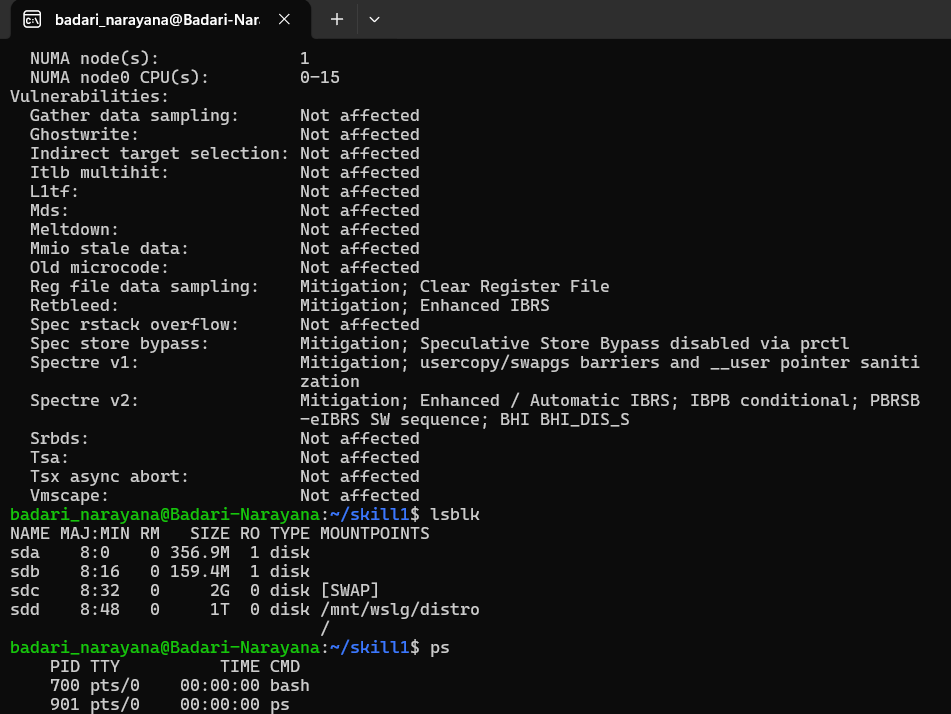 badari_narayana@Badari-Nar
NUMA node(s): 1
NUMA node0 CPU(s): 0-15
Vulnerabilities:
Gather data sampling: Not affected
Ghostwrite: Not affected
Indirect target selection: Not affected
Itlb multihit: Not affected
L1tf: Not affected
Mds: Not affected
Meltdown: Not affected
Mmio stale data: Not affected
Old microcode: Not affected
Reg file data sampling: Mitigation; Clear Register File
Retbleed: Mitigation; Enhanced IBRS
Spec rstack overflow: Not affected
Spec store bypass: Mitigation; Speculative Store Bypass disabled via prctl
Spectre v1: Mitigation; usercopy/swapgs barriers and __user pointer saniti
zation
Spectre v2: Mitigation; Enhanced / Automatic IBRS; IBPB conditional; PBRSB
-eIBRS SW sequence; BHI BHI_DIS_S
Srbds: Not affected
Tsa: Not affected
Tsx async abort: Not affected
Vmscape: Not affected
badari_narayana@Badari-Narayana:~/skill1$ lsblk
NAME MAJ:MIN RM SIZE RO TYPE MOUNTPOINTS
sda 8:0 0 356.9M 1 disk
sdb 8:16 0 159.4M 1 disk
sdc 8:32 0 2G 0 disk [SWAP]
sdd 8:48 0 1T 0 disk /mnt/wslg/distro
/
badari_narayana@Badari-Narayana:~/skill1$ ps
PID TTY TIME CMD
700 pts/0 00:00:00 bash
901 pts/0 00:00:00 ps